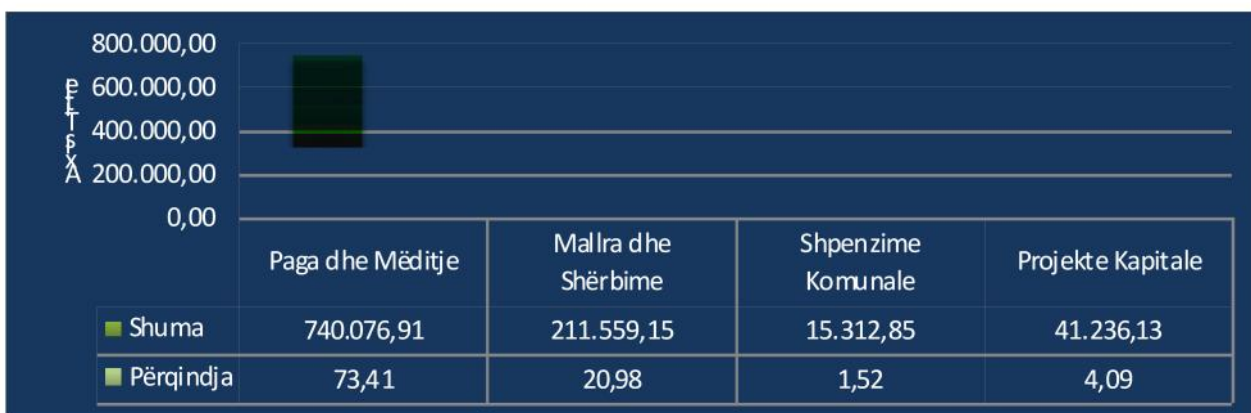 800.000,00
600.000,00
400.000,00
200.000,00
0,00
Paga dhe Mëditje
Mallra dhe
Shërbime
Shpenzime
Komunale
Projekte Kapitale
Shuma 740.076,91 211.559,15 15.312,85 41.236,13
Përqindja 73,41 20,98 1,52 4,09